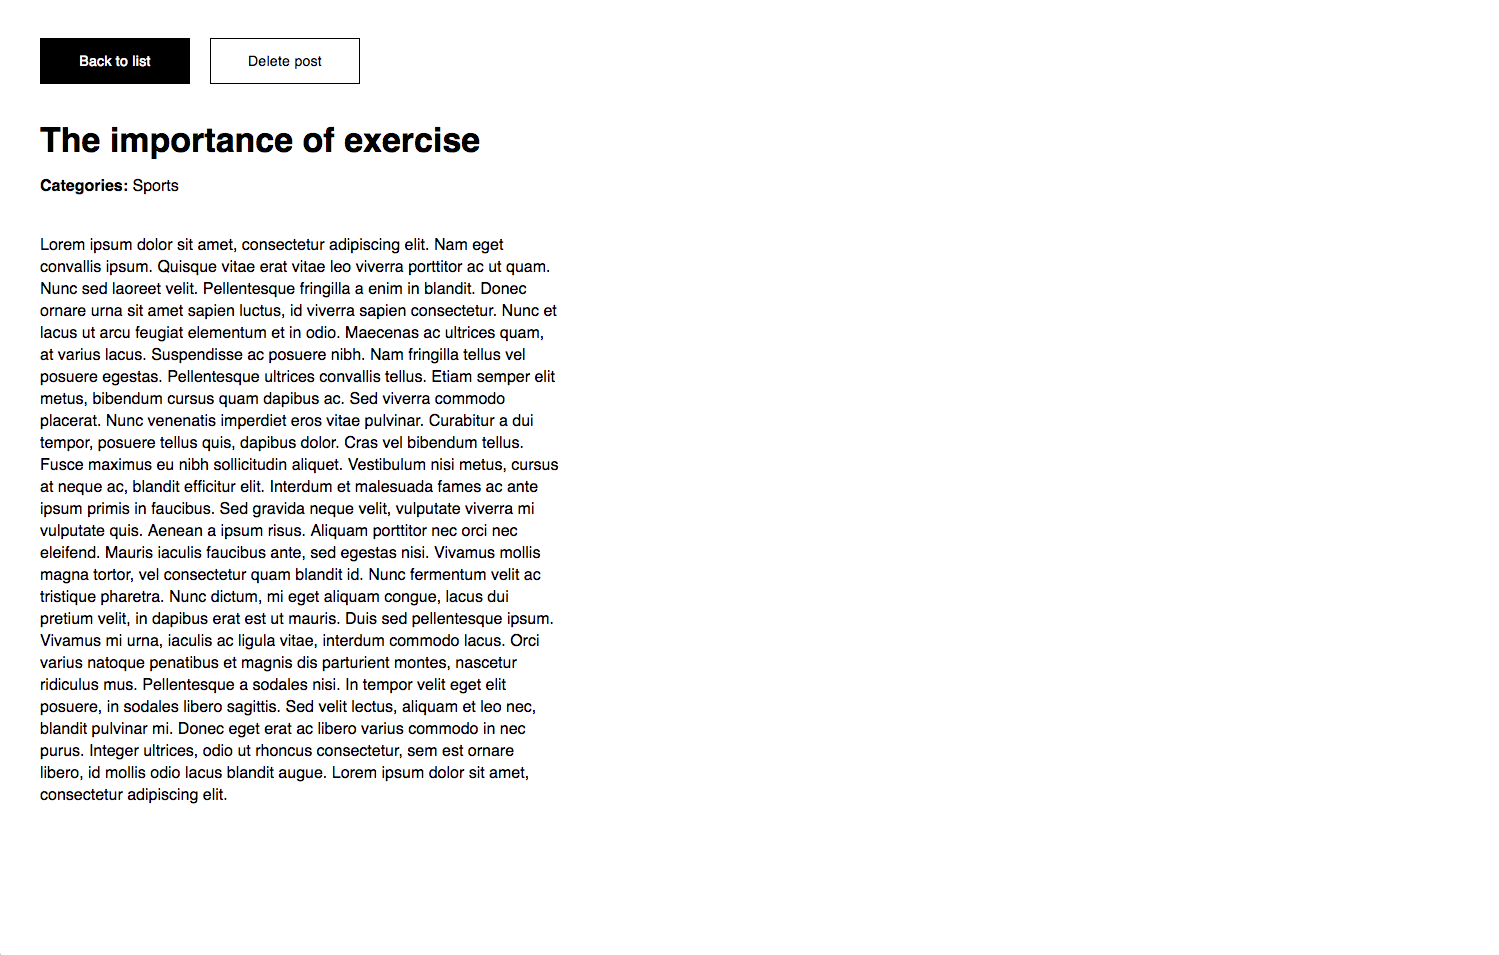 Back to list
Delete post
The importance of exercise
Categories: Sports
Lorem ipsum dolor sit amet, consectetur adipiscing elit. Nam eget
convallis ipsum. Quisque vitae erat vitae leo viverra porttitor ac ut quam.
Nunc sed laoreet velit. Pellentesque fringilla a enim in blandit. Donec
ornare urna sit amet sapien luctus, id viverra sapien consectetur. Nunc et
lacus ut arcu feugiat elementum et in odio. Maecenas ac ultrices quam,
at varius lacus. Suspendisse ac posuere nibh. Nam fringilla tellus vel
posuere egestas. Pellentesque ultrices convallis tellus. Etiam semper elit
metus, bibendum cursus quam dapibus ac. Sed viverra commodo
placerat. Nunc venenatis imperdiet eros vitae pulvinar. Curabitur a dui
tempor, posuere tellus quis, dapibus dolor. Cras vel bibendum tellus.
Fusce maximus eu nibh sollicitudin aliquet. Vestibulum nisi metus, cursus
at neque ac, blandit efficitur elit. Interdum et malesuada fames ac ante
ipsum primis in faucibus. Sed gravida neque velit, vulputate viverra mi
vulputate quis. Aenean a ipsum risus. Aliquam porttitor nec orci nec
eleifend. Mauris iaculis faucibus ante, sed egestas nisi. Vivamus mollis
magna tortor, vel consectetur quam blandit id. Nunc fermentum velit ac
tristique pharetra. Nunc dictum, mi eget aliquam congue, lacus dui
pretium velit, in dapibus erat est ut mauris. Duis sed pellentesque ipsum.
Vivamus mi urna, iaculis ac ligula vitae, interdum commodo lacus. Orci
varius natoque penatibus et magnis dis parturient montes, nascetur
ridiculus mus. Pellentesque a sodales nisi. In tempor velit eget elit
posuere, in sodales libero sagittis. Sed velit lectus, aliquam et leo nec,
blandit pulvinar mi. Donec eget erat ac libero varius commodo in nec
purus. Integer ultrices, odio ut rhoncus consectetur, sem est ornare
libero, id mollis odio lacus blandit augue. Lorem ipsum dolor sit amet,
consectetur adipiscing elit.